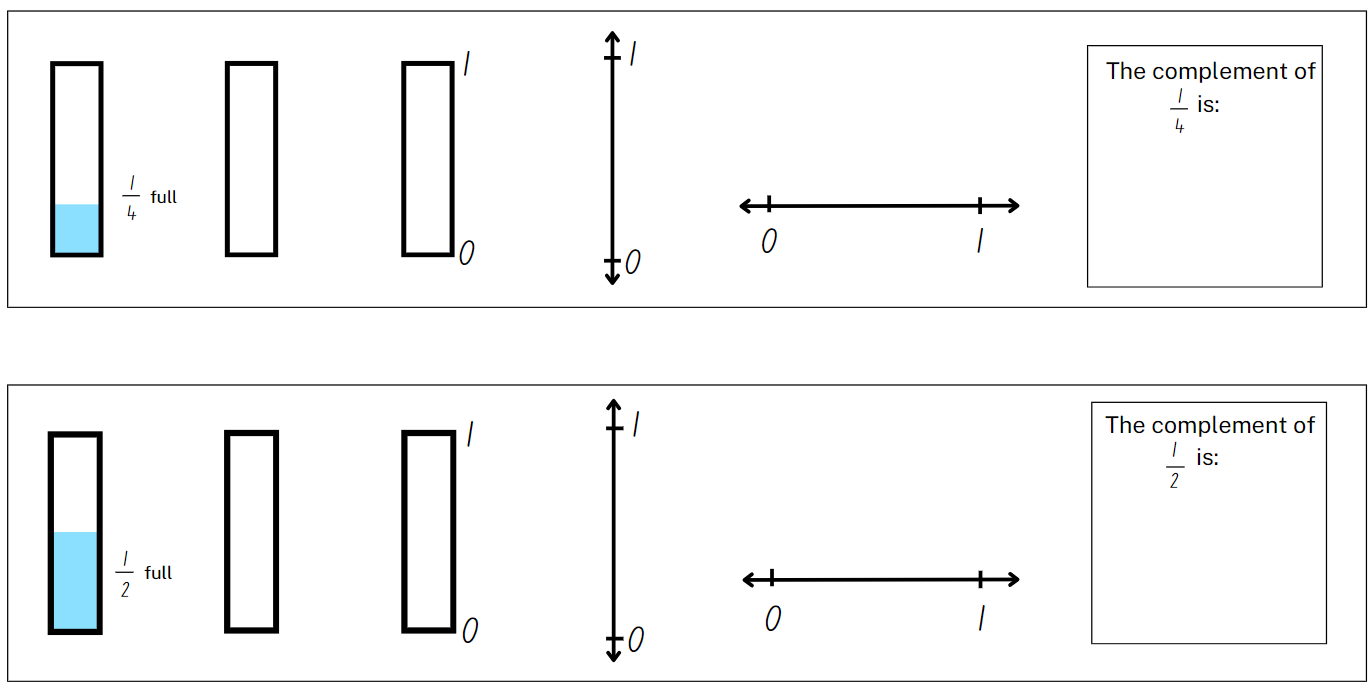 1
1
The complement of
1/4 is:
1/4 full
0
0
0
1
1
1
The complement of
1/2 is:
1/2 full
0
0
0
1